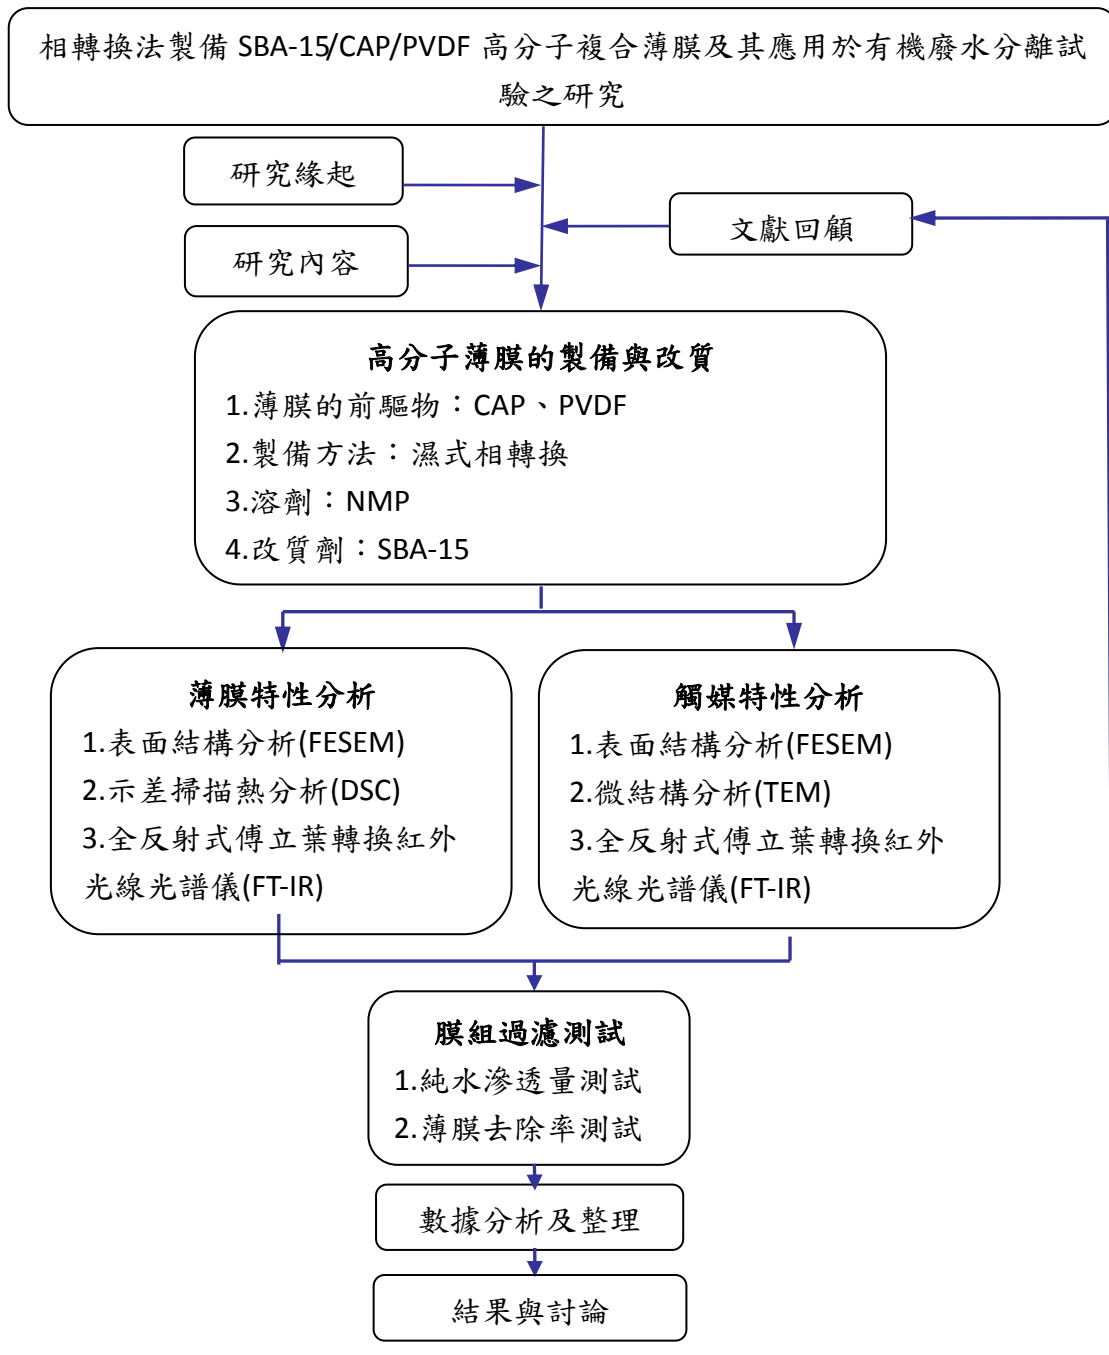 相轉換法製備 SBA-15/CAP/PVDF 高分子複合薄膜及其應用於有機廢水分離試
驗之研究
研究緣起
文獻回顧
研究內容
高分子薄膜的製備與改質
1.薄膜的前驅物：CAP、PVDF
2.製備方法：濕式相轉換
3.溶劑：NMP
4.改質劑：SBA-15
薄膜特性分析
1.表面結構分析(FESEM)
2.示差掃描熱分析(DSC)
3.全反射式傅立葉轉換紅外
光線光譜儀(FT-IR)
觸媒特性分析
1.表面結構分析(FESEM)
2.微結構分析(TEM)
3.全反射式傅立葉轉換紅外
光線光譜儀(FT-IR)
膜組過濾測試
1.純水滲透量測試
2.薄膜去除率測試
數據分析及整理
結果與討論